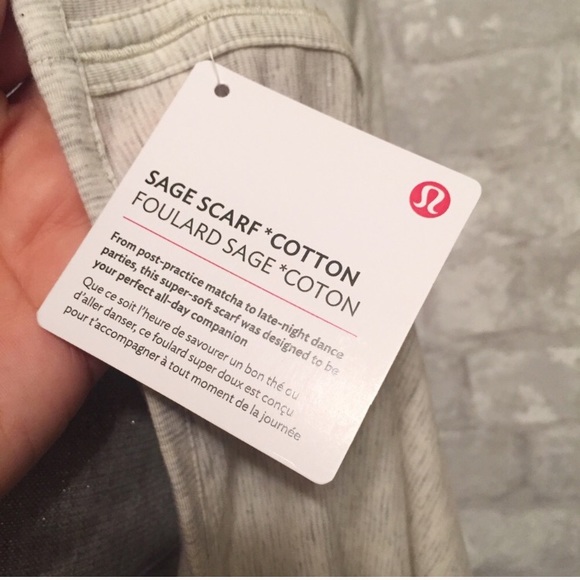 SAGE SCARF *COTTON
FOULARD SAGE *COTON
From post-practice matcha to late-night dance
parties, this super-soft scarf was designed to be
your perfect all-day companion
Que ce soit l'heure de savourer un bon thé ou
d'aller danser, ce foulard super doux est conçu
pour t'accompagner à tout moment de la journée